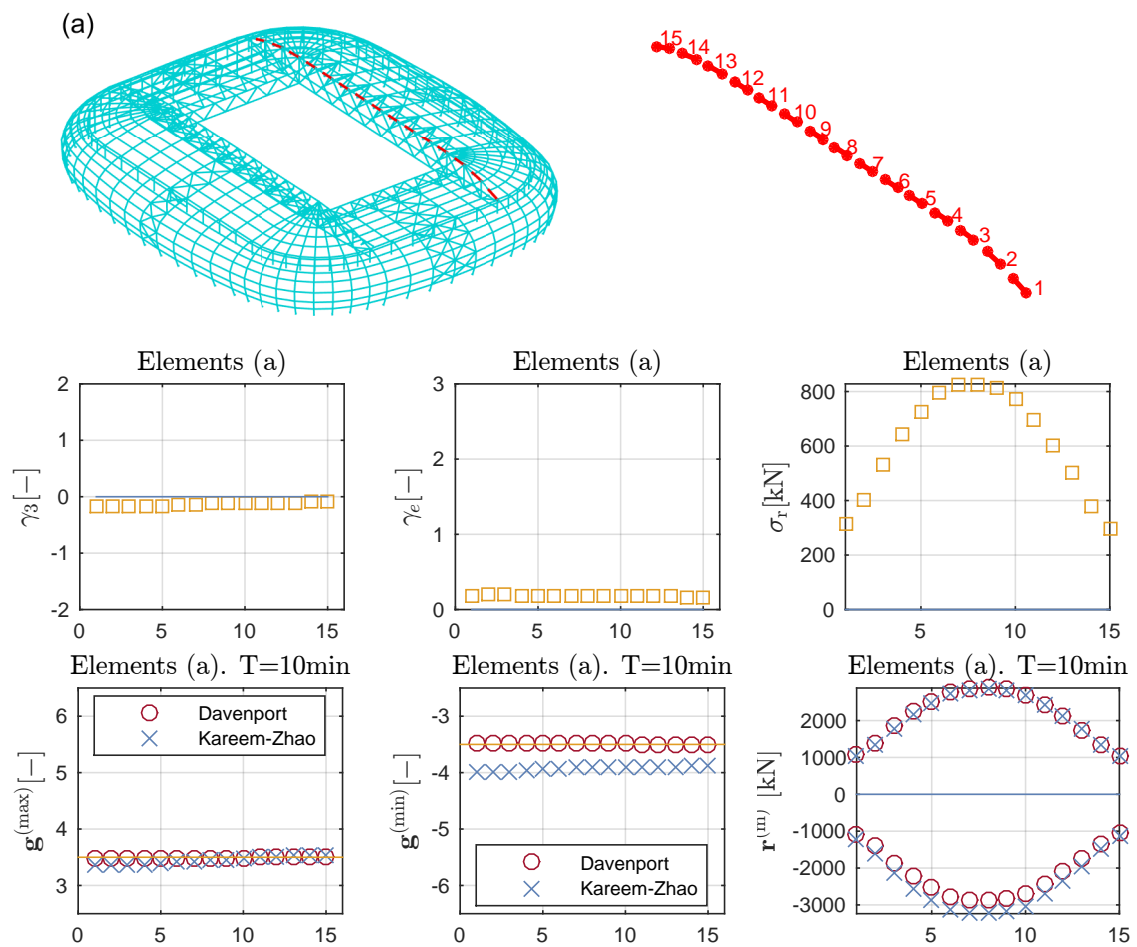 (a)
15
14
13
12
11
10
9
8
7
6
5
4
3
2
1
Elements (a)
γ3[−]
2
1
0
-1
-2
0 5 10 15
Elements (a)
γe[−]
3
2
1
0
0 5 10 15
Elements (a)
σr[kN]
800
600
400
200
0
5 10 15
Elements (a). T=10min
g(max)[−]
6
5
4
3
0 5 10 15
Davenport
Kareem-Zhao
Elements (a). T=10min
g(min)[−]
-3
-4
-5
-6
0 5 10 15
Davenport
Kareem-Zhao
Elements (a). T=10min
r(m) [kN]
2000
1000
0
-1000
-2000
-3000
5 10 15